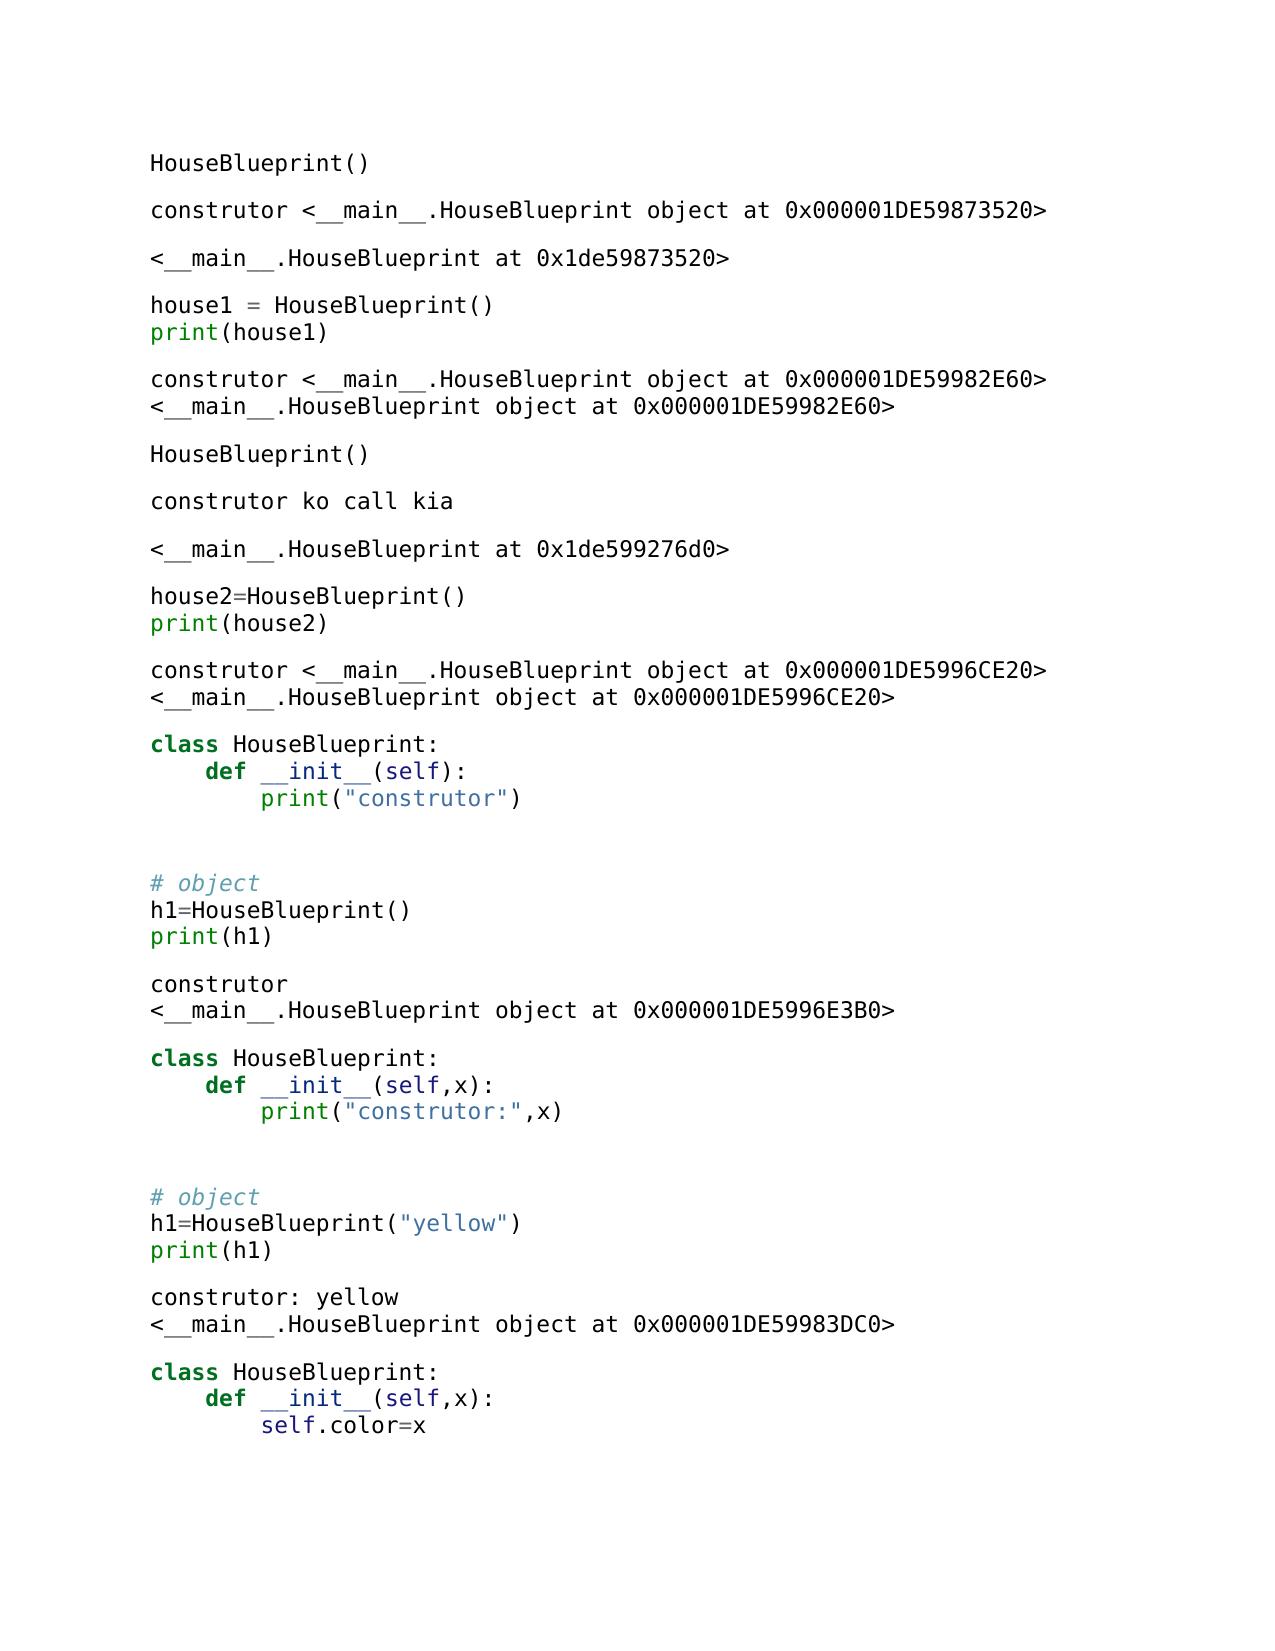 HouseBlueprint()
construtor <__main__.HouseBlueprint object at 0x000001DE59873520>
<__main__.HouseBlueprint at 0x1de59873520>
house1 = HouseBlueprint()
print(house1)
construtor <__main__.HouseBlueprint object at 0x000001DE59982E60>
<__main__.HouseBlueprint object at 0x000001DE59982E60>
HouseBlueprint()
construtor ko call kia
<__main__.HouseBlueprint at 0x1de599276d0>
house2=HouseBlueprint()
print(house2)
construtor <__main__.HouseBlueprint object at 0x000001DE5996CE20>
<__main__.HouseBlueprint object at 0x000001DE5996CE20>
class HouseBlueprint:
    def __init__(self):
        print("construtor")
# object
h1=HouseBlueprint()
print(h1)
construtor
<__main__.HouseBlueprint object at 0x000001DE5996E3B0>
class HouseBlueprint:
    def __init__(self,x):
        print("construtor:",x)
# object
h1=HouseBlueprint("yellow")
print(h1)
construtor: yellow
<__main__.HouseBlueprint object at 0x000001DE59983DC0>
class HouseBlueprint:
    def __init__(self,x):
        self.color=x